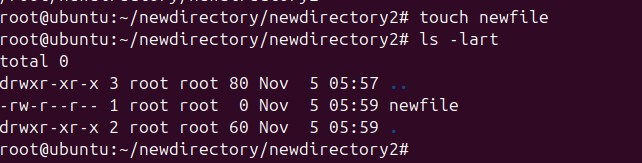 root@ubuntu:~/newdirectory/newdirectory2# touch newfile
root@ubuntu:~/newdirectory/newdirectory2# ls -lart
total 0
drwxr-xr-x 3 root root 80 Nov  5 05:57 ..
-rw-r--r-- 1 root root  0 Nov  5 05:59 newfile
drwxr-xr-x 2 root root 60 Nov  5 05:59 .
root@ubuntu:~/newdirectory/newdirectory2#